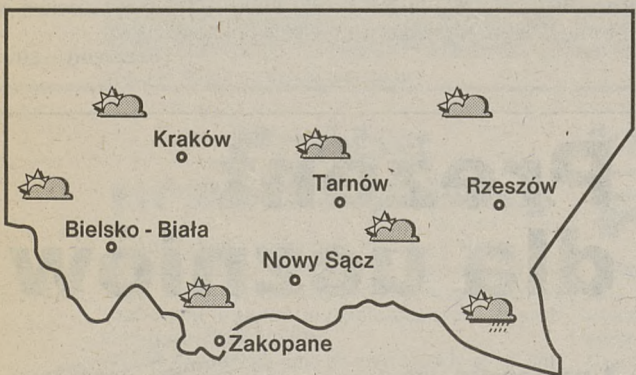 Kraków
Tarnów
Rzeszów
Bielsko - Biała
Nowy Sącz
Zakopane